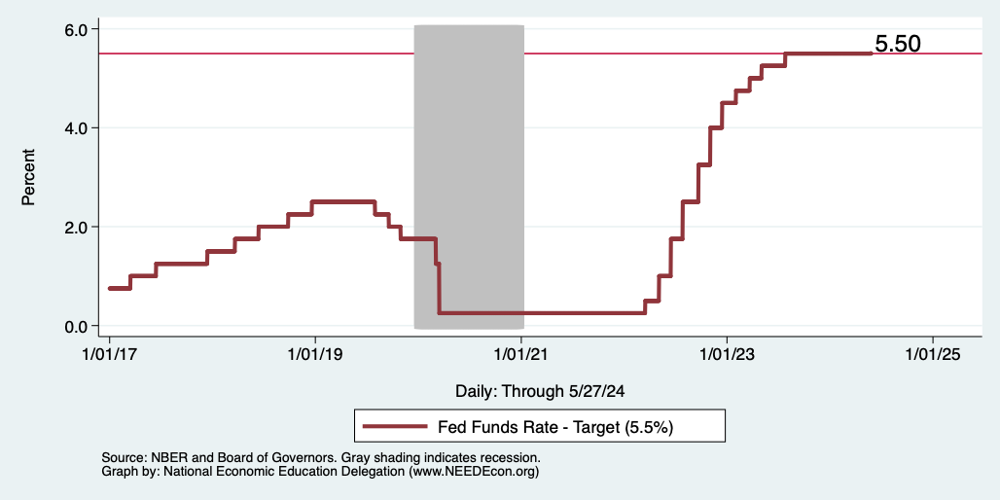 6.0
5.50
4.0
2.0
0.0
Percent
1/01/17 1/01/19 1/01/21 1/01/23 1/01/25
Daily: Through 5/27/24
Fed Funds Rate - Target (5.5%)
Source: NBER and Board of Governors. Gray shading indicates recession.
Graph by: National Economic Education Delegation (www.NEEDEcon.org)